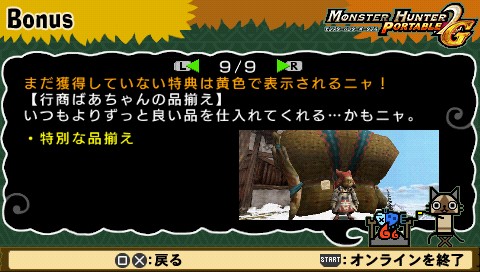 Bonus
MONSTER HUNTER
PORTABLE 2nd G
L 9/9 R
まだ獲得していない特典は黄色で表示されるニャ！
【行商ばあちゃんの品揃え】
いつもよりずっと良い品を仕入れてくれる…かもニャ。
・特別な品揃え
:戻る
START:オンラインを終了